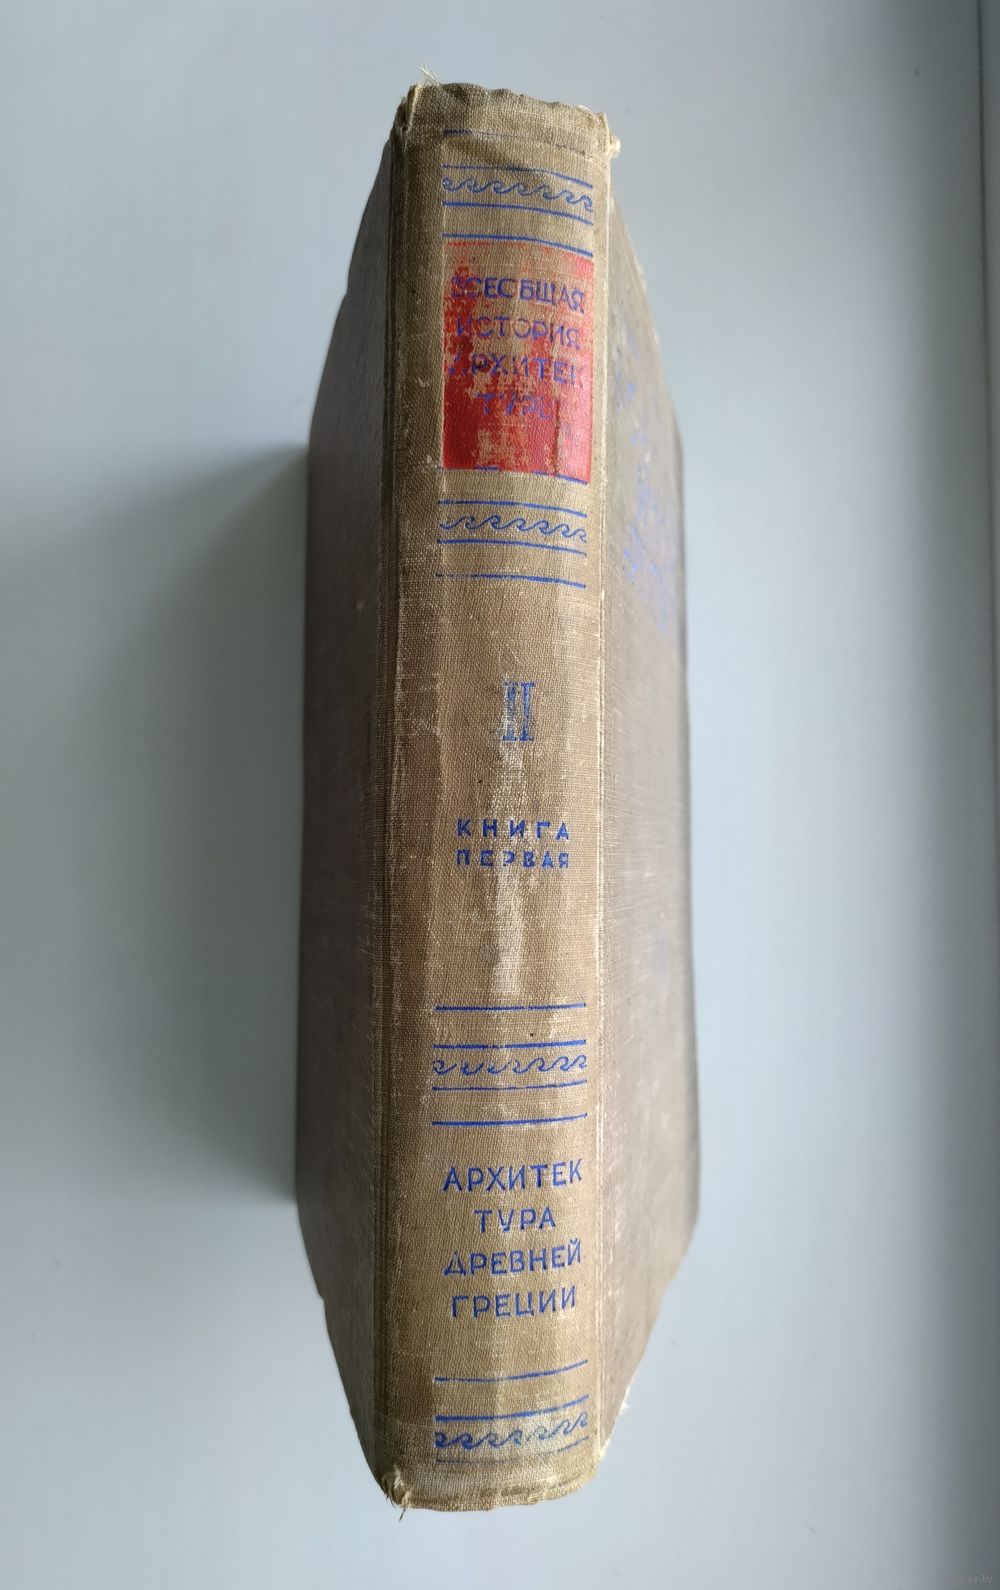 ВСЕОБЩАЯ
ИСТОРИЯ
АРХИТЕК
ТУРЫ
II
КНИГА
ПЕРВАЯ
АРХИТЕК
ТУРА
ДРЕВНЕЙ
ГРЕЦИИ